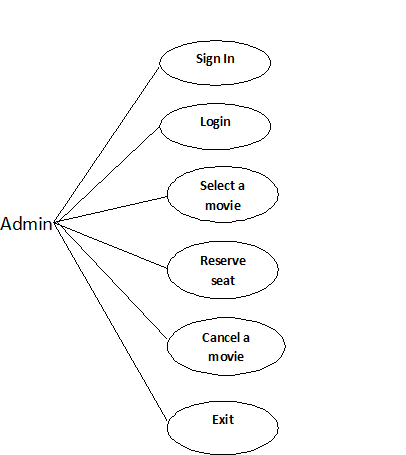 Sign In
Login
Select a
movie
Admin
Reserve
seat
Cancel a
movie
Exit